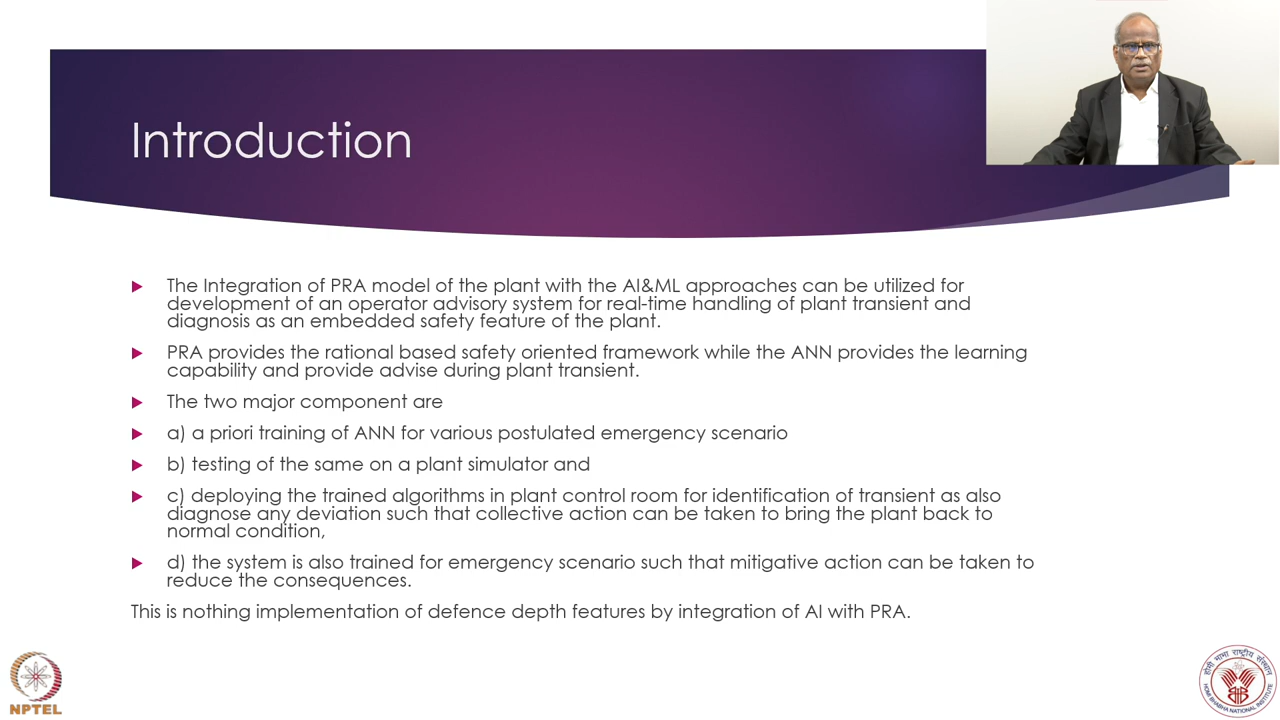 Introduction
The Integration of PRA model of the plant with the AI&ML approaches can be utilized for
development of an operator advisory system for real-time handling of plant transient and
diagnosis as an embedded safety feature of the plant.
PRA provides the rational based safety oriented framework while the ANN provides the learning
capability and provide advise during plant transient.
The two major component are
a) a priori training of ANN for various postulated emergency scenario
b) testing of the same on a plant simulator and
c) deploying the trained algorithms in plant control room for identification of transient as also
diagnose any deviation such that collective action can be taken to bring the plant back to
normal condition,
d) the system is also trained for emergency scenario such that mitigative action can be taken to
reduce the consequences.
This is nothing implementation of defence depth features by integration of AI with PRA.
NPTEL
होमी भाभा राष्ट्रीय संस्थान
HOMI BHABHA NATIONAL INSTITUTE